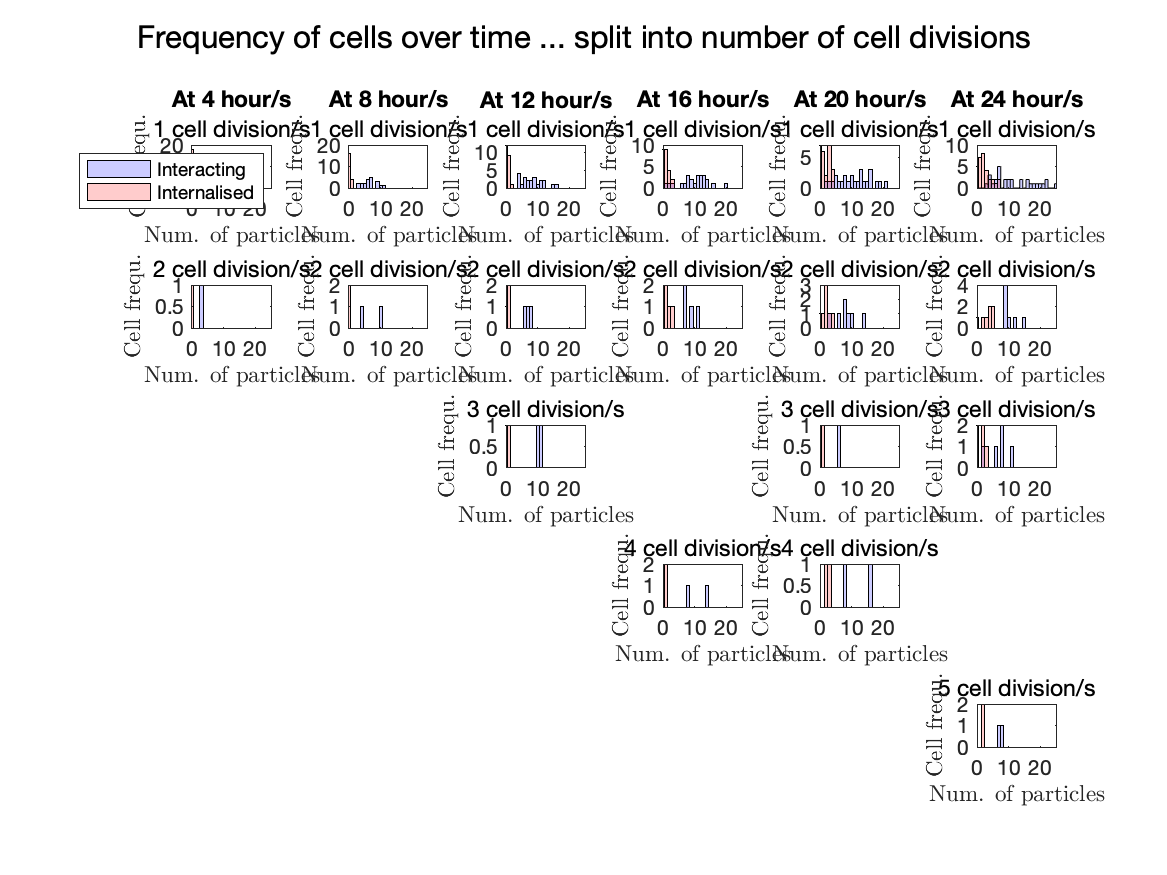 Frequency of cells over time ... split into number of cell divisions
At 4 hour/s At 8 hour/s At 12 hour/s At 16 hour/s At 20 hour/s At 24 hour/s
1 cell division/s 1 cell division/s 1 cell division/s 1 cell division/s 1 cell division/s 1 cell division/s
Cell frequ. Cell frequ. Cell frequ. Cell frequ. Cell frequ. Cell frequ.
20 20 10 0 10 5 0 10 5 0 5 0 10 5 0
10 0
Interacting
Internalised
0 10 20 0 10 20 0 10 20 0 10 20 0 10 20 0 10 20
Num. of particles Num. of particles Num. of particles Num. of particles Num. of particles Num. of particles
2 cell division/s 2 cell division/s 2 cell division/s 2 cell division/s 2 cell division/s 2 cell division/s
Cell frequ. Cell frequ. Cell frequ. Cell frequ. Cell frequ. Cell frequ.
1 2 2 2 3 4
0.5 1 1 1 2 2
1
0 0 0 0 0 0
0 10 20 0 10 20 0 10 20 0 10 20 0 10 20 0 10 20
Num. of particles Num. of particles Num. of particles Num. of particles Num. of particles Num. of particles
3 cell division/s 3 cell division/s 3 cell division/s
Cell frequ. Cell frequ. Cell frequ.
1 1 2
0.5 0.5 1
0 0 0
0 10 20 0 10 20 0 10 20
Num. of particles Num. of particles Num. of particles
4 cell division/s 4 cell division/s
Cell frequ. Cell frequ.
2 1
1 0.5
0 0
0 10 20 0 10 20
Num. of particles Num. of particles
5 cell division/s
Cell frequ.
2
1
0
0 10 20
Num. of particles